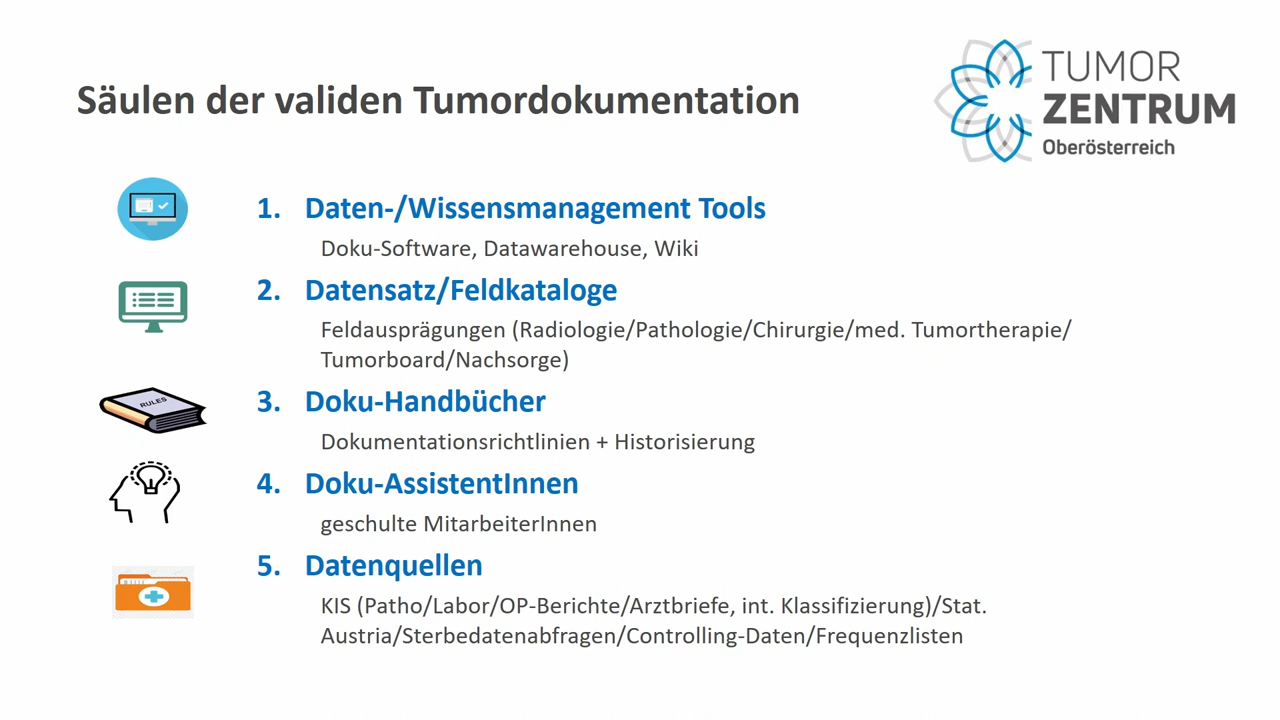 Säulen der validen Tumordokumentation
TUMOR
ZENTRUM
Oberösterreich
1. Daten-/Wissensmanagement Tools
Doku-Software, Datawarehouse, Wiki
2. Datensatz/Feldkataloge
Feldausprägungen (Radiologie/Pathologie/Chirurgie/med. Tumortherapie/
Tumorboard/Nachsorge)
RULES
3. Doku-Handbücher
Dokumentationsrichtlinien + Historisierung
4. Doku-AssistentInnen
geschulte MitarbeiterInnen
5. Datenquellen
KIS (Patho/Labor/OP-Berichte/Arztbriefe, int. Klassifizierung)/Stat.
Austria/Sterbedatenabfragen/Controlling-Daten/Frequenzlisten